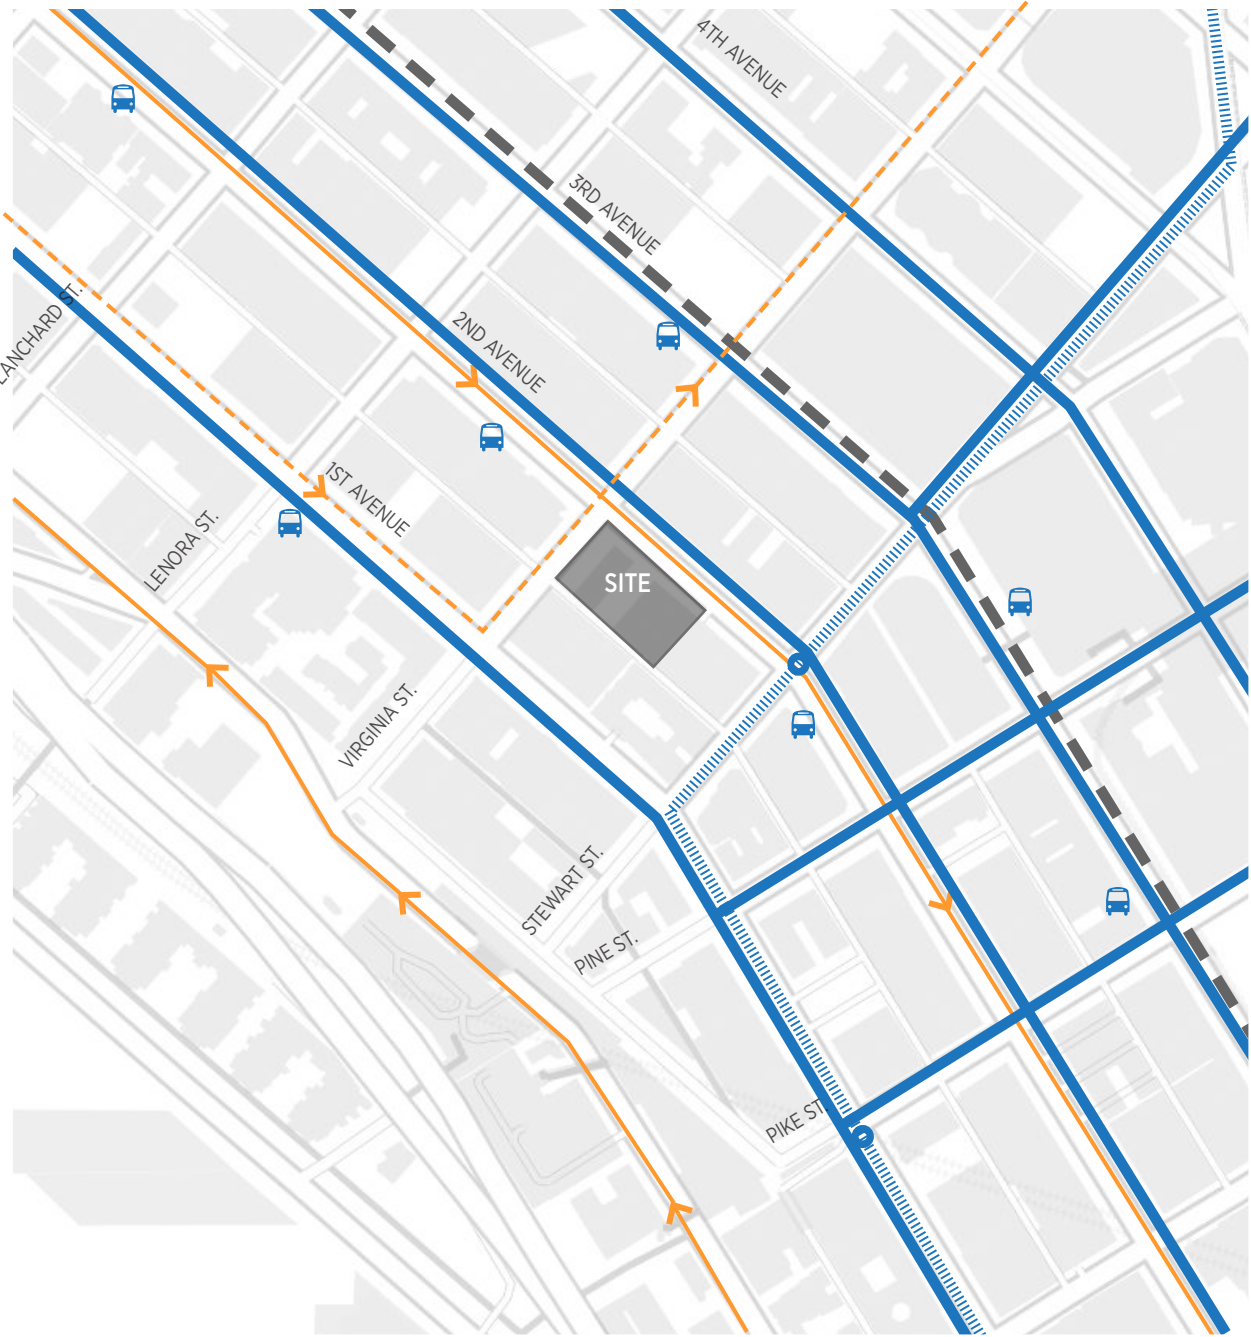 4TH AVENUE
3RD AVENUE
2ND AVENUE
LANCHARD ST.
1ST AVENUE
LENORA ST.
SITE
VIRGINIA ST.
STEWART ST.
PINE ST.
PIKE ST.